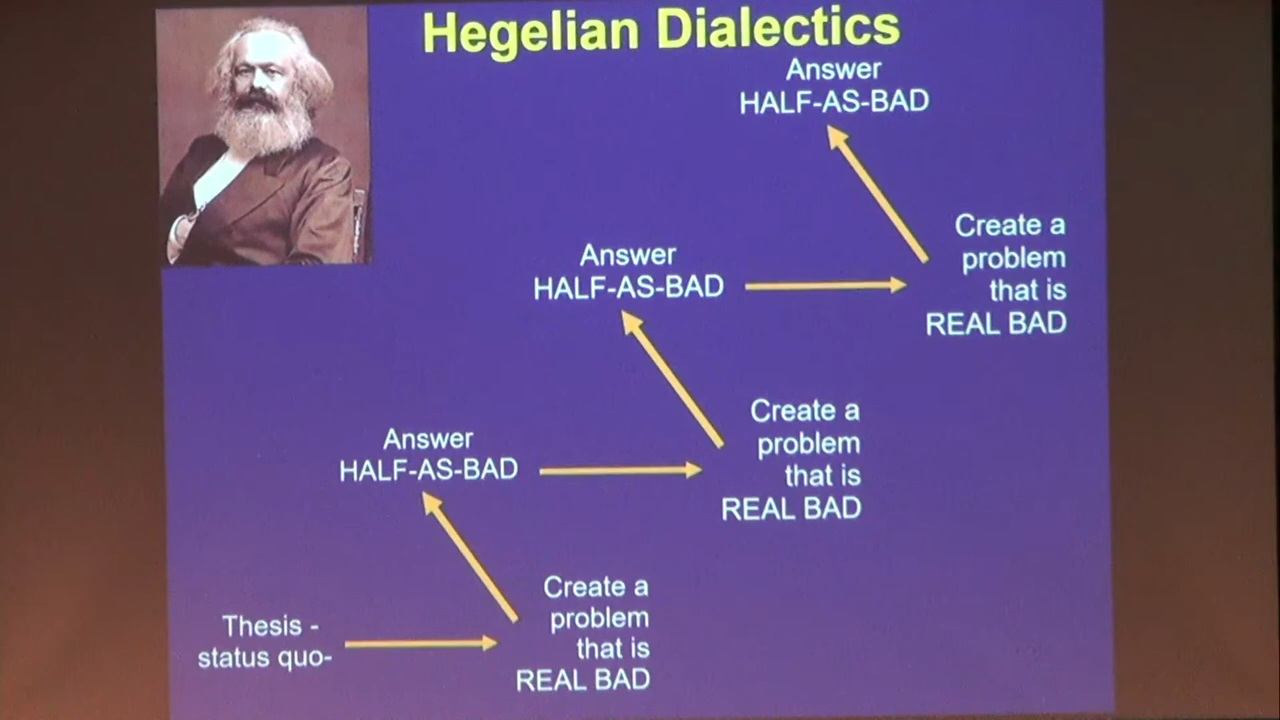 Hegelian Dialectics
Answer
HALF-AS-BAD
Create a
problem
that is
REAL BAD
Answer
HALF-AS-BAD
Create a
problem
that is
REAL BAD
Answer
HALF-AS-BAD
Create a
problem
that is
REAL BAD
Thesis -
status quo-